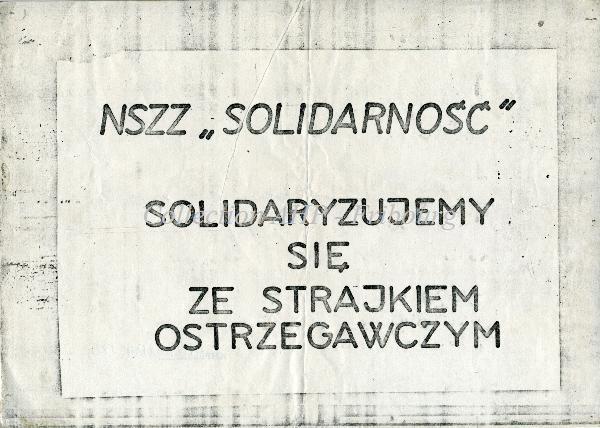 NSZZ „SOLIDARNOŚĆ”
SOLIDARYZUJEMY
SIĘ
ZE STRAJKIEM
OSTRZEGAWCZYM